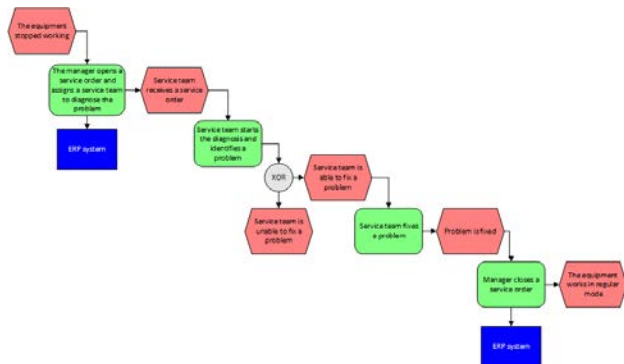 The equipment
stopped working
The manager opens a
service order and
assigns a service team
to diagnose the
problem
Service team
receives a service
order
ERP system
Service team starts
the diagnosis and
identifies a
problem
XOR
Service team is
able to fix a
problem
Service team is
unable to fix a
problem
Service team fixes
a problem
Problem is fixed
Manager closes a
service order
The equipment
works in regular
mode
ERP system